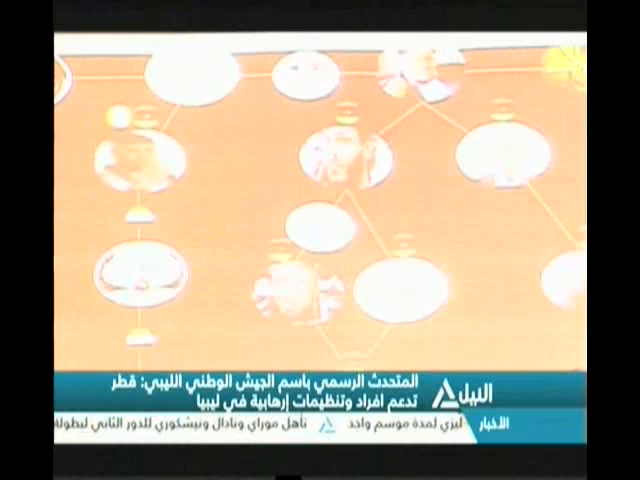 المتحدث الرسمي باسم الجيش الوطني الليبي: قطر
تدعم افراد وتنظيمات إرهابية في ليبيا
النيل
الأخبار
ليزي لمدة موسم واحد
تأهل موراي ونادال ونيشكوري للدور الثاني لبطولة